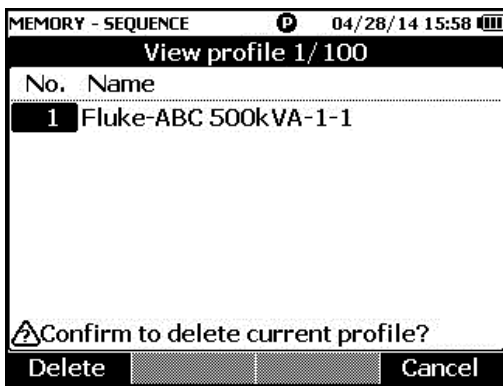 MEMORY - SEQUENCE P 04/28/14 15:58
View profile 1/100
No. Name
1 Fluke-ABC 500kVA-1-1
Confirm to delete current profile?
Delete Cancel